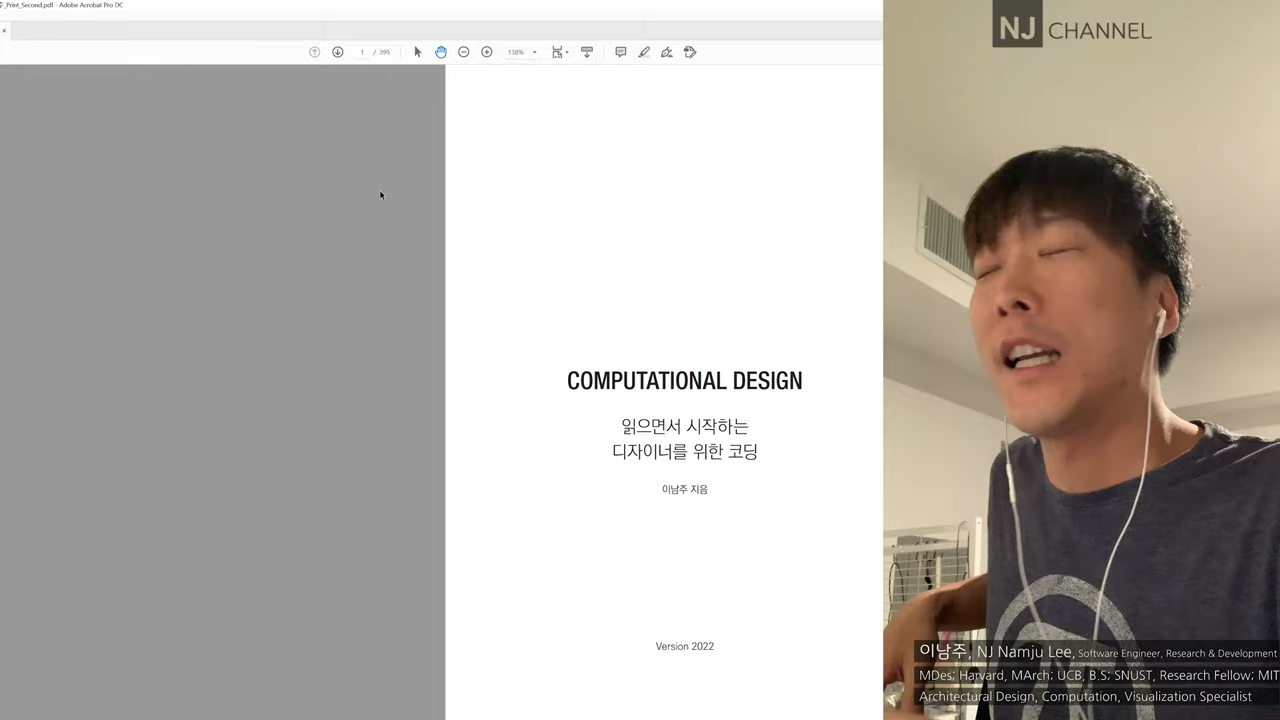 _Print_Second.pdf - Adobe Acrobat Pro DC
1 / 395
138%
COMPUTATIONAL DESIGN
읽으면서 시작하는
디자이너를 위한 코딩
이남주 지음
Version 2022
NJ CHANNEL
이남주, NJ Namju Lee, Software Engineer, Research & Development
MDes; Harvard, MArch; UCB, B.S; SNUST, Research Fellow; MIT
Architectural Design, Computation, Visualization Specialist